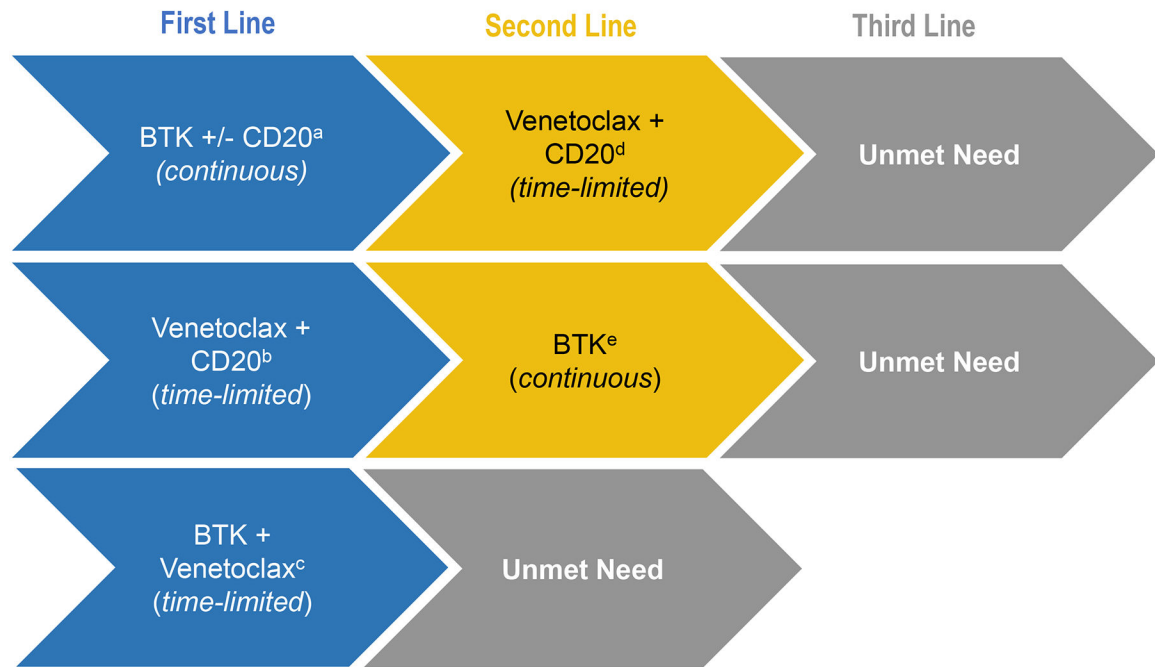 First Line
Second Line
Third Line
BTK +/- CD20ᵃ
(continuous)
Venetoclax +
CD20ᵈ
(time-limited)
Unmet Need
Venetoclax +
CD20ᵇ
(time-limited)
BTKᵉ
(continuous)
Unmet Need
BTK +
Venetoclaxᶜ
(time-limited)
Unmet Need